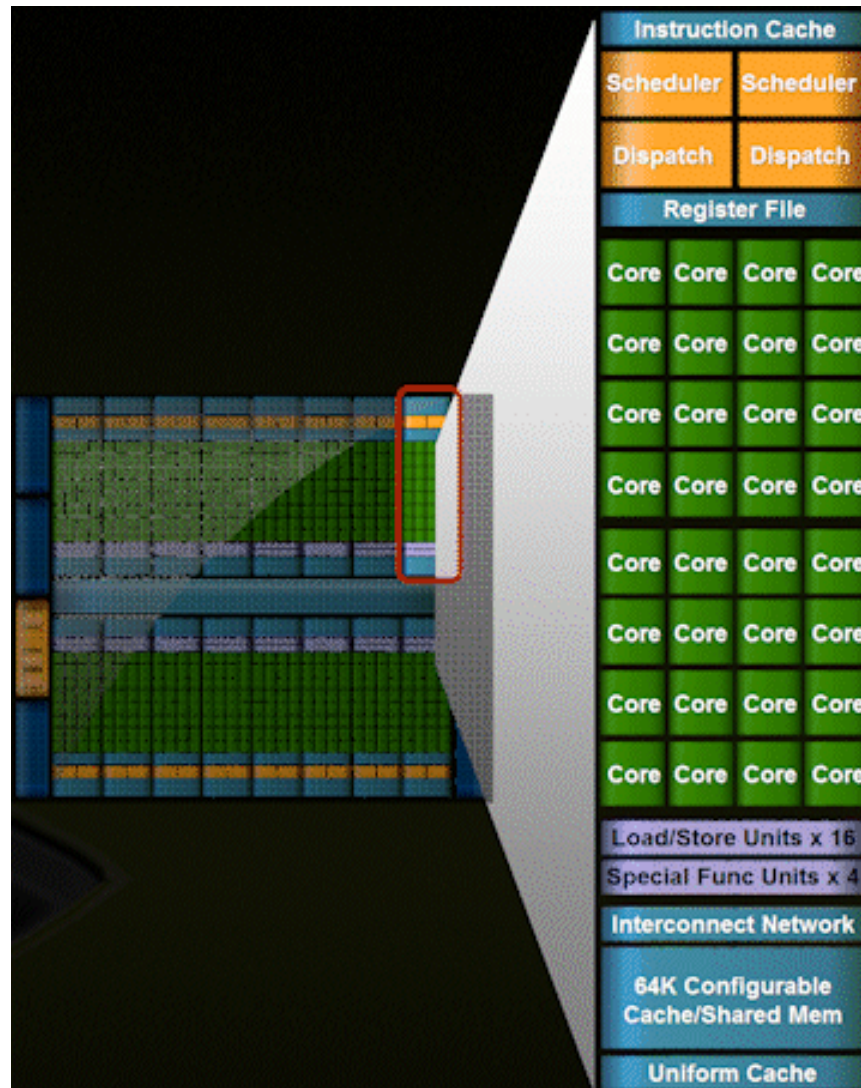 Instruction Cache
Scheduler Scheduler
Dispatch Dispatch
Register File
Core Core Core Core
Core Core Core Core
Core Core Core Core
Core Core Core Core
Core Core Core Core
Core Core Core Core
Core Core Core Core
Core Core Core Core
Load/Store Units x 16
Special Func Units x 4
Interconnect Network
64K Configurable
Cache/Shared Mem
Uniform Cache